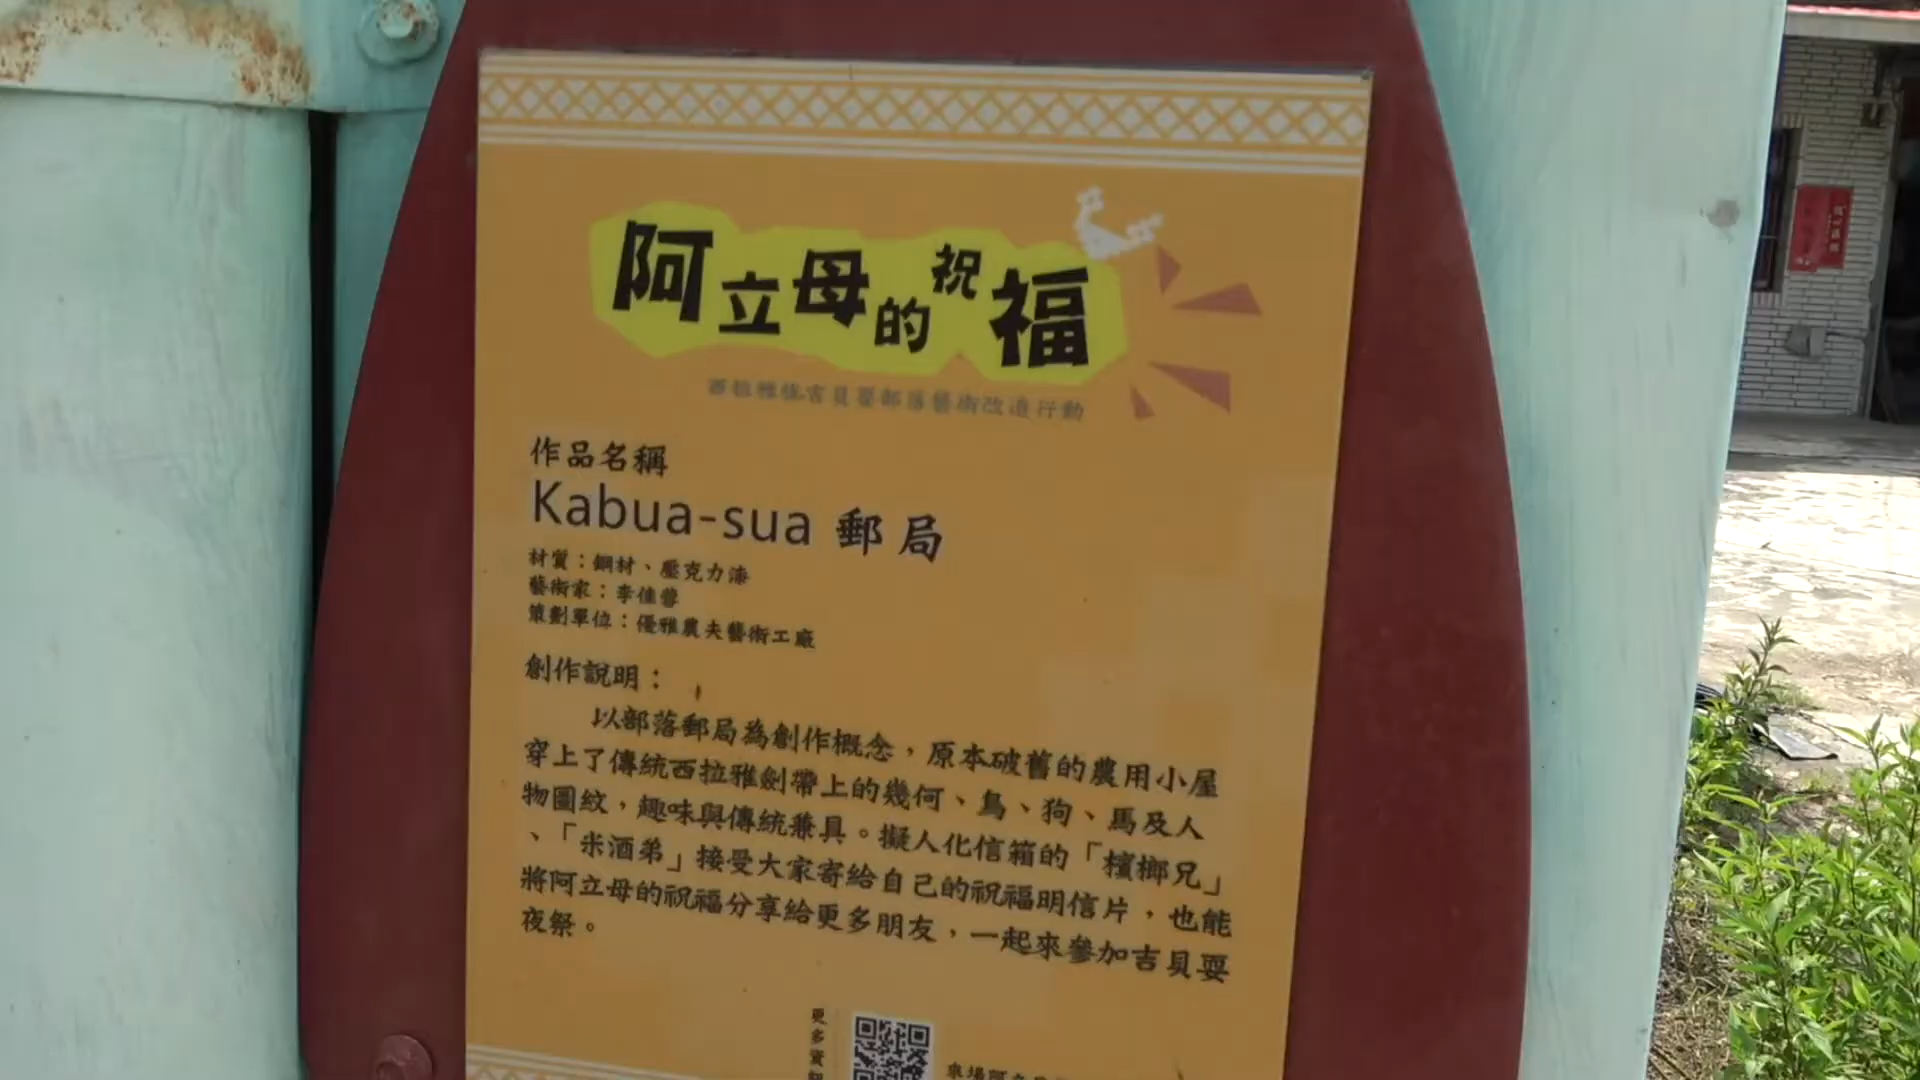 阿立母的祝福
西拉雅族吉貝耍部落藝術改造行動
作品名稱
Kabua-sua 郵局
材質：鋼材、壓克力漆
藝術家：李佳蓉
策劃單位：優雅農夫藝術工廠
創作說明：
以部落郵局為創作概念，原本破舊的農用小屋
穿上了傳統西拉雅劍帶上的幾何、鳥、狗、馬及人
物圖紋，趣味與傳統兼具。擬人化信箱的「檳榔兄」
、「米酒弟」接受大家寄給自己的祝福明信片，也能
將阿立母的祝福分享給更多朋友，一起來參加吉貝耍
夜祭。
更多資訊